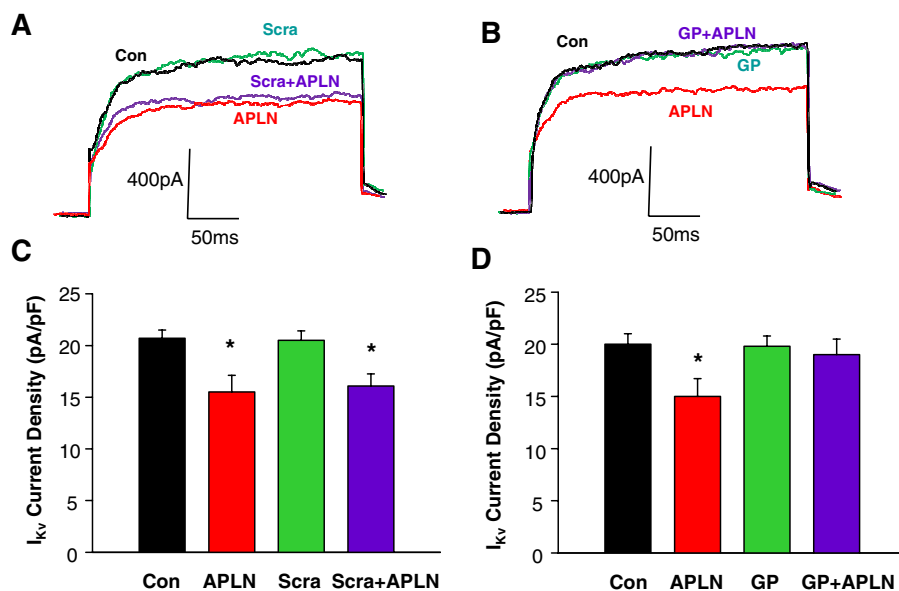 A
Scra
Con
Scra+APLN
APLN
400pA
50ms
B
Con
GP+APLN
GP
APLN
400pA
50ms
C
I_Kv Current Density (pA/pF)
25
20
15
10
5
0
*
*
Con APLN Scra Scra+APLN
D
I_Kv Current Density (pA/pF)
25
20
15
10
5
0
*
Con APLN GP GP+APLN